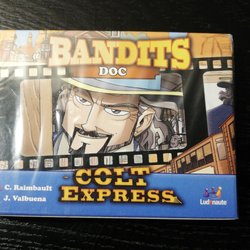 BANDITS
DOC
C. Raimbault
J. Valbuena
COLT
EXPRESS
Ludonaute